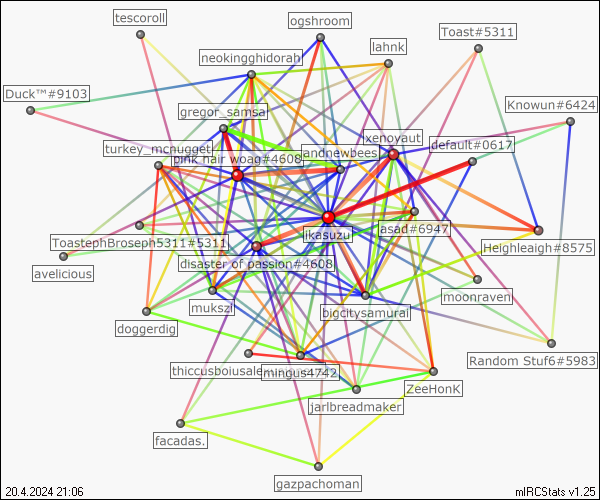 tescoroll
ogshroom
Toast#5311
lahnk
neokingghidorah
Duck™#9103
Knowun#6424
gregor_samsa
xenoyaut
default#0617
turkey_mcnugget
andnewbees
pink hair woag#4608
ikasuzu
asad#6947
ToastephBroseph5311#5311
Heighleaigh#8575
disaster of passion#4608
avelicious
moonraven
mukszi
bigcitysamurai
doggerdig
Random Stuf6#5983
thiccusboiusale
mingus4742
ZeeHonK
jarlbreadmaker
facadas.
gazpachoman
20.4.2024 21:06
mIRCStats v1.25